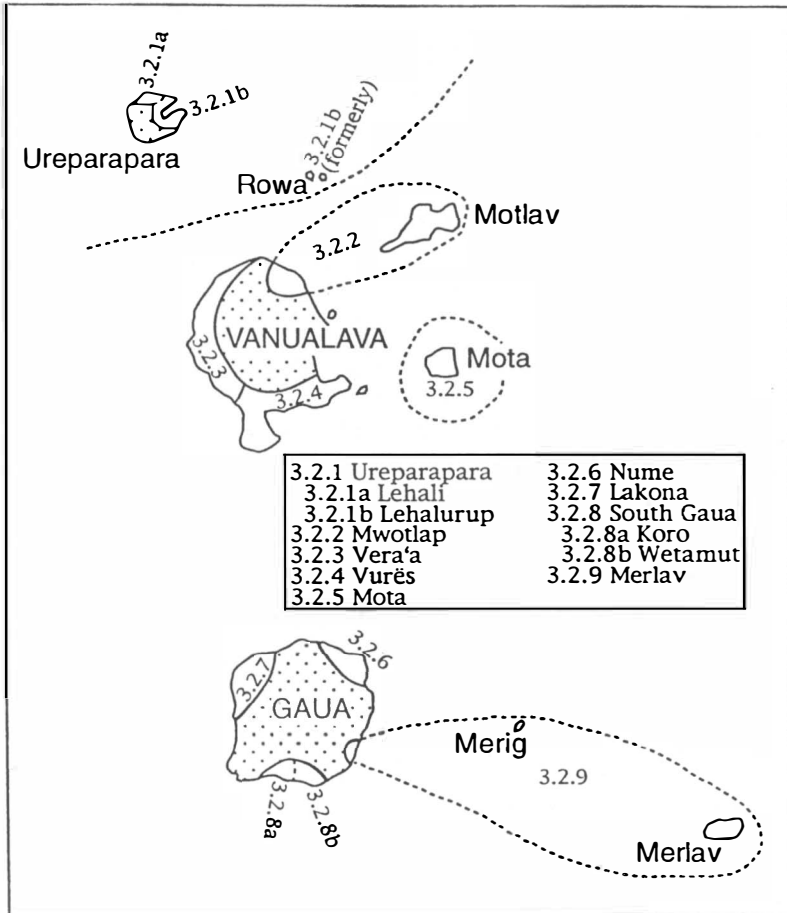 3.2.1a
3.2.1b
Ureparapara
3.2.1b
(formerly)
Rowa
Motlav
3.2.2
VANUALAVA
Mota
3.2.3
3.2.4
3.2.5
3.2.1 Ureparapara
3.2.1a Lehali
3.2.1b Lehalurup
3.2.2 Mwotlap
3.2.3 Vera‘a
3.2.4 Vurës
3.2.5 Mota
3.2.6 Nume
3.2.7 Lakona
3.2.8 South Gaua
3.2.8a Koro
3.2.8b Wetamut
3.2.9 Merlav
3.2.6
3.2.7
GAUA
Merig
3.2.9
3.2.8a
3.2.8b
Merlav